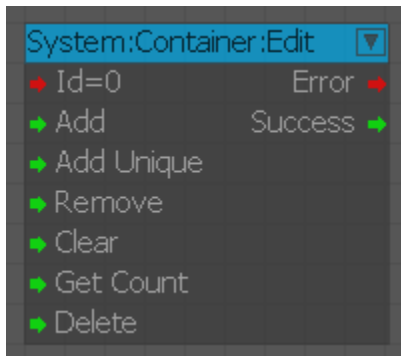 System:Container:Edit
Id=0 Error
Add Success
Add Unique
Remove
Clear
Get Count
Delete